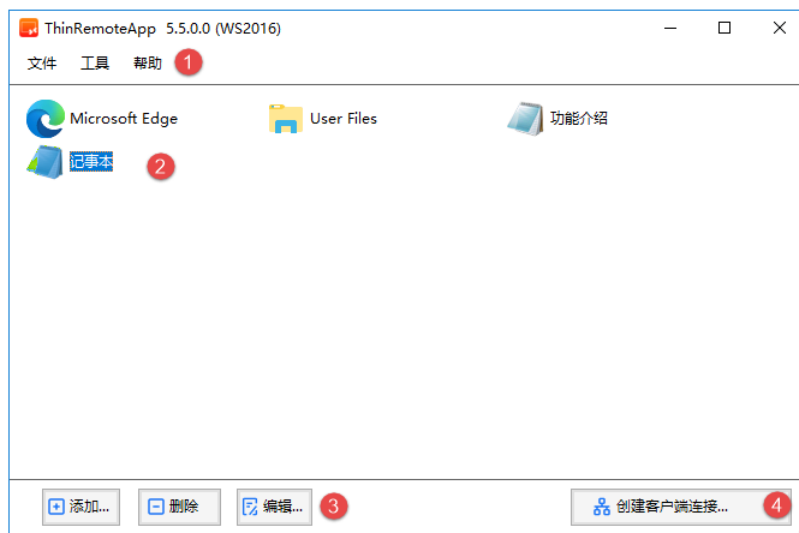 ThinRemoteApp 5.5.0.0 (WS2016)
文件 工具 帮助 1
Microsoft Edge User Files 功能介绍
记事本 2
添加... 删除 编辑... 3 创建客户端连接... 4